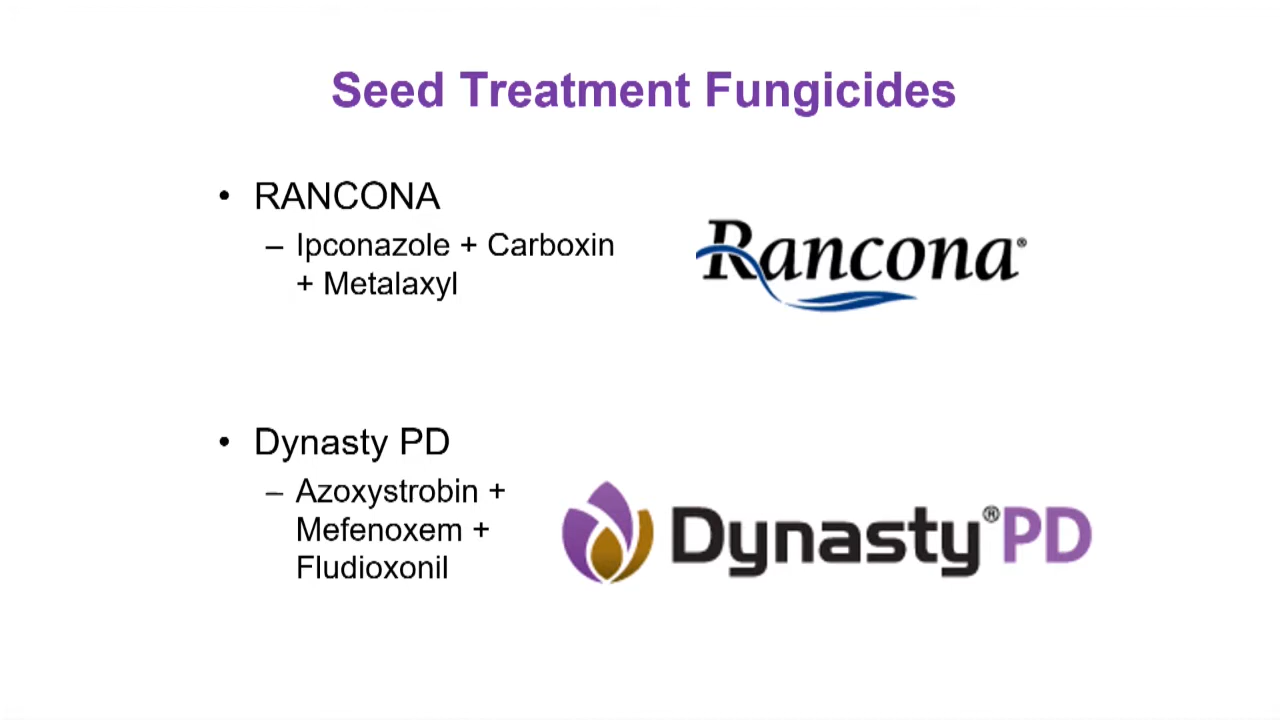 Seed Treatment Fungicides
• RANCONA
– Ipconazole + Carboxin
+ Metalaxyl
Rancona®
• Dynasty PD
– Azoxystrobin +
Mefenoxem +
Fludioxonil
Dynasty®PD